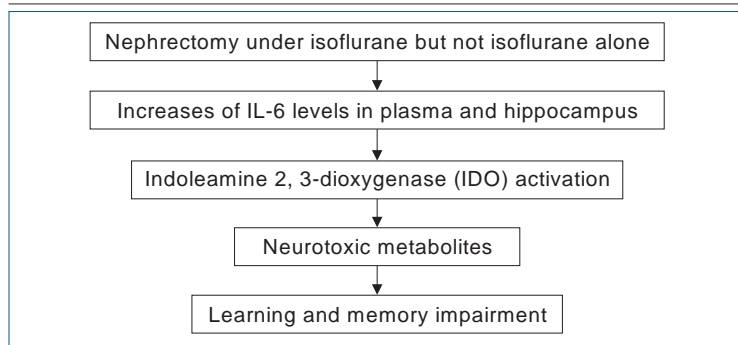 Nephrectomy under isoflurane but not isoflurane alone
Increases of IL-6 levels in plasma and hippocampus
Indoleamine 2, 3-dioxygenase (IDO) activation
Neurotoxic metabolites
Learning and memory impairment